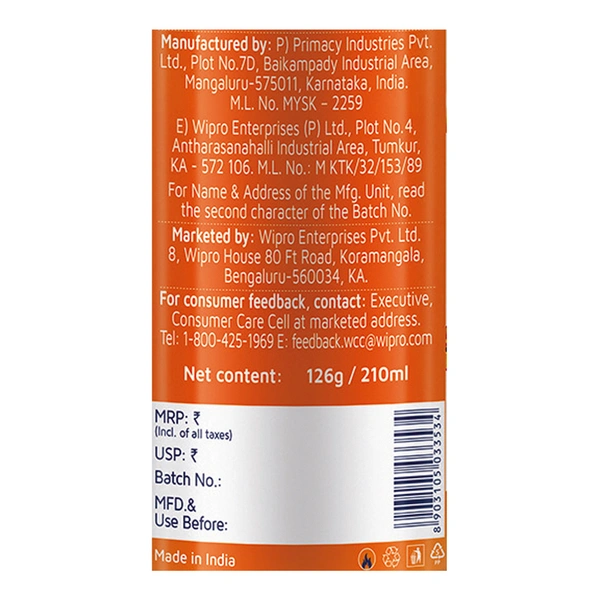 Manufactured by: P) Primacy Industries Pvt.
Ltd., Plot No.7D, Baikampady Industrial Area,
Mangaluru-575011, Karnataka, India.
M.L. No. MYSK – 2259
E) Wipro Enterprises (P) Ltd., Plot No. 4,
Antharasanahalli Industrial Area, Tumkur,
KA - 572 106. M.L. No.: M KTK/32/153/89
For Name & Address of the Mfg. Unit, read
the second character of the Batch No.
Marketed by: Wipro Enterprises Pvt. Ltd.
8, Wipro House 80 Ft Road, Koramangala,
Bengaluru-560034, KA.
For consumer feedback, contact: Executive,
Consumer Care Cell at marketed address.
Tel: 1-800-425-1969 E: feedback.wcc@wipro.com
Net content: 126g / 210ml
MRP: ₹
(Incl. of all taxes)
USP: ₹
Batch No.:
MFD.&
Use Before:
8 903105 033534
Made in India
5
PP